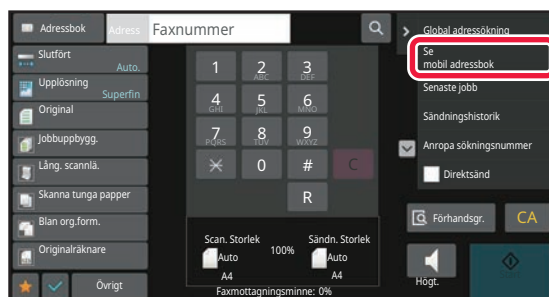 Adressbok
Adress
Faxnummer
Slutfört
Auto.
Upplösning
Superfin
Original
Jobbuppbygg.
Lång. scannlä.
Skanna tunga papper
Blan org.form.
Originalräknare
Övrigt
1
2
ABC
3
DEF
4
GHI
5
JKL
6
MNO
7
PQRS
8
TUV
9
WXYZ
0
#
C
R
Scan. Storlek
100%
Sändn. Storlek
Auto
Auto
A4
A4
Faxmottagningsminne: 0%
Global adressökning
Se
mobil adressbok
Senaste jobb
Sändningshistorik
Anropa sökningsnummer
Direktsänd
Förhandsgr.
CA
Högt.